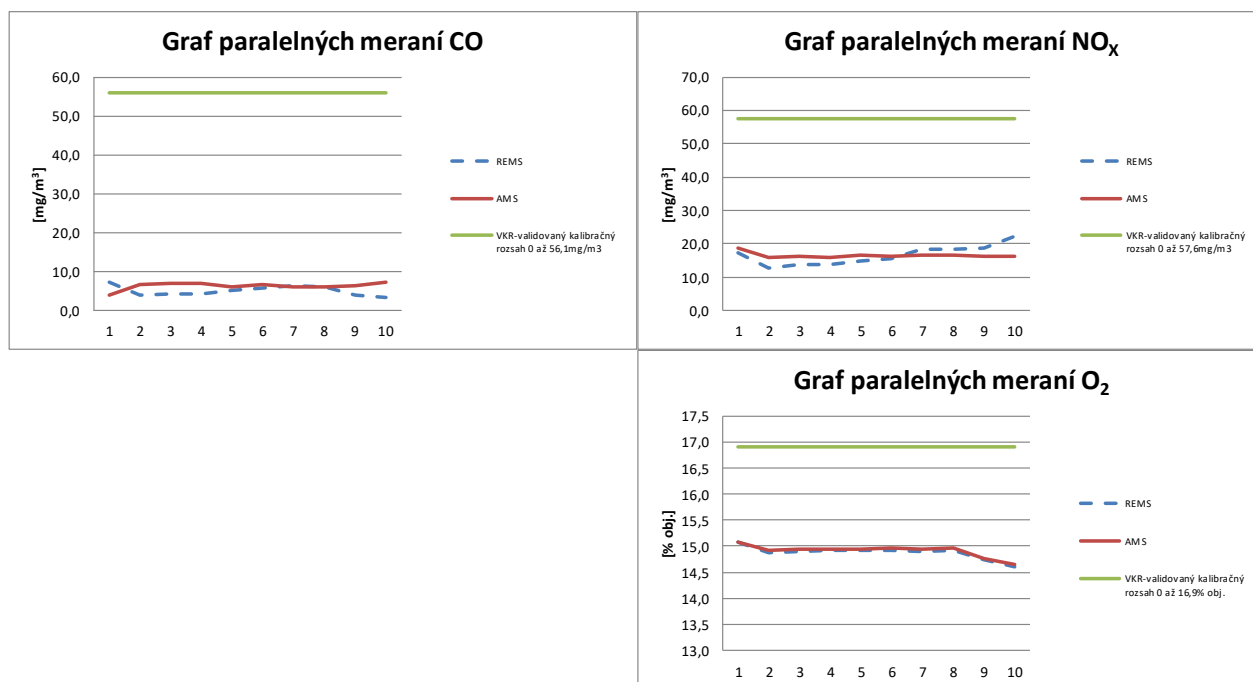 Graf paralelných meraní CO
60,0
50,0
40,0
30,0
20,0
10,0
0,0
[mg/m³]
1 2 3 4 5 6 7 8 9 10
REMS
AMS
VKR-validovaný kalibračný
rozsah 0 až 56,1mg/m3
Graf paralelných meraní NOₓ
70,0
60,0
50,0
40,0
30,0
20,0
10,0
0,0
[mg/m³]
1 2 3 4 5 6 7 8 9 10
REMS
AMS
VKR-validovaný kalibračný
rozsah 0 až 57,6mg/m3
Graf paralelných meraní O₂
17,5
17,0
16,5
16,0
15,5
15,0
14,5
14,0
13,5
13,0
[% obj.]
1 2 3 4 5 6 7 8 9 10
REMS
AMS
VKR-validovaný kalibračný
rozsah 0 až 16,9% obj.